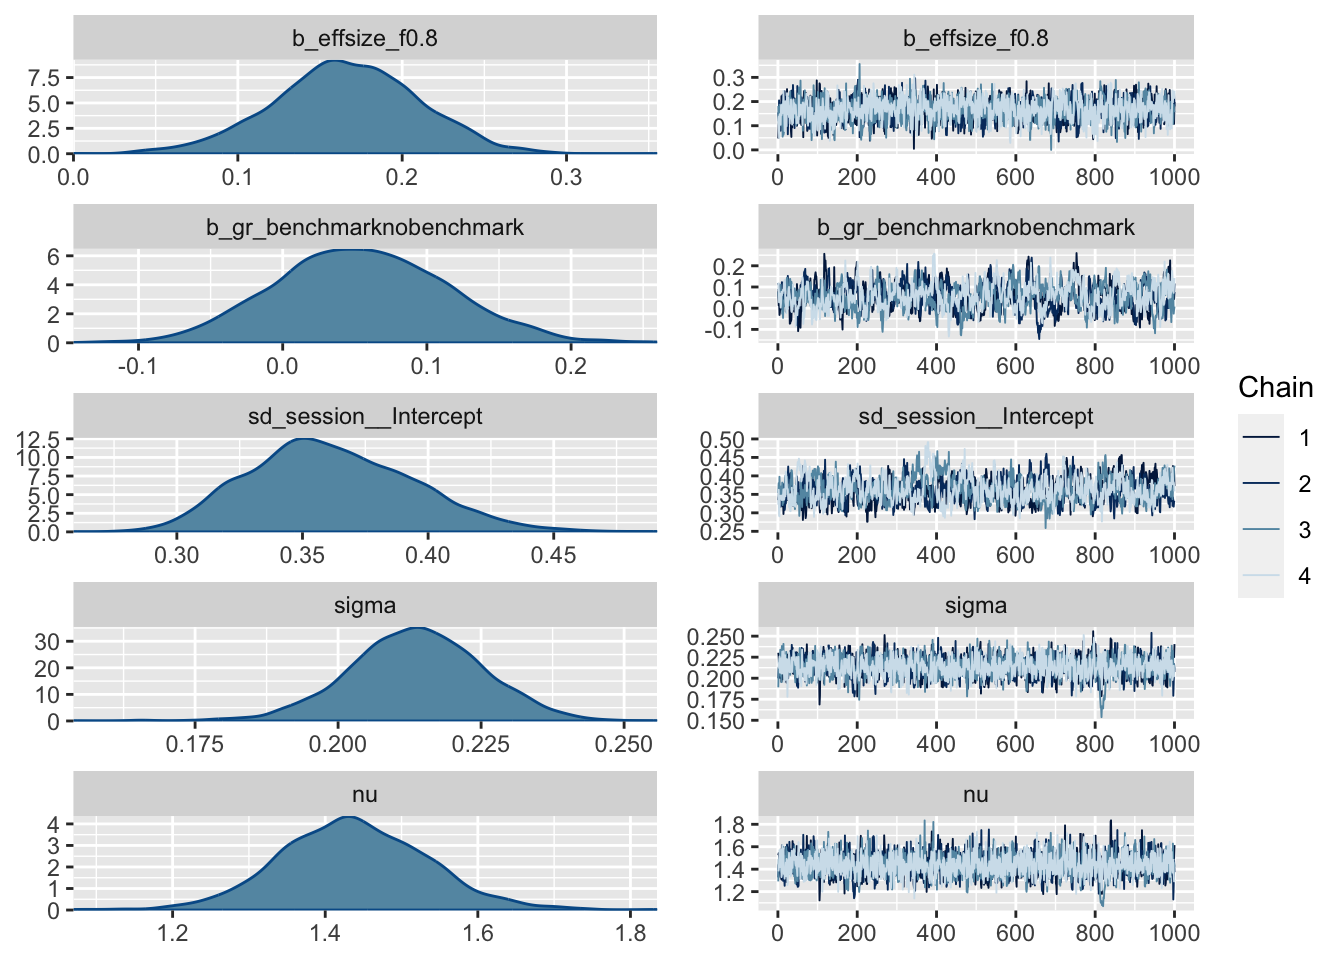 b_effsize_f0.8
7.5
5.0
2.5
0.0
0.0 0.1 0.2 0.3
b_effsize_f0.8
0.3
0.2
0.1
0.0
0 200 400 600 800 1000
b_gr_benchmarknobenchmark
6
4
2
0
-0.1 0.0 0.1 0.2
b_gr_benchmarknobenchmark
0.2
0.1
0.0
-0.1
0 200 400 600 800 1000
sd_session__Intercept
12.5
10.0
7.5
5.0
2.5
0.0
0.30 0.35 0.40 0.45
sd_session__Intercept
0.50
0.45
0.40
0.35
0.30
0.25
0 200 400 600 800 1000
sigma
30
20
10
0
0.175 0.200 0.225 0.250
sigma
0.250
0.225
0.200
0.175
0.150
0 200 400 600 800 1000
nu
4
3
2
1
0
1.2 1.4 1.6 1.8
nu
1.8
1.6
1.4
1.2
0 200 400 600 800 1000
Chain
1
2
3
4